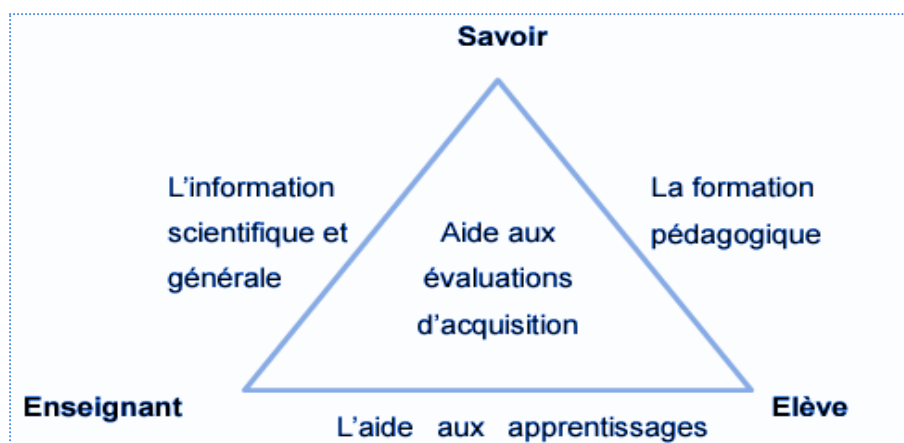 Savoir
L'information
scientifique et
générale
La formation
pédagogique
Aide aux
évaluations
d'acquisition
Enseignant
Elève
L'aide aux apprentissages